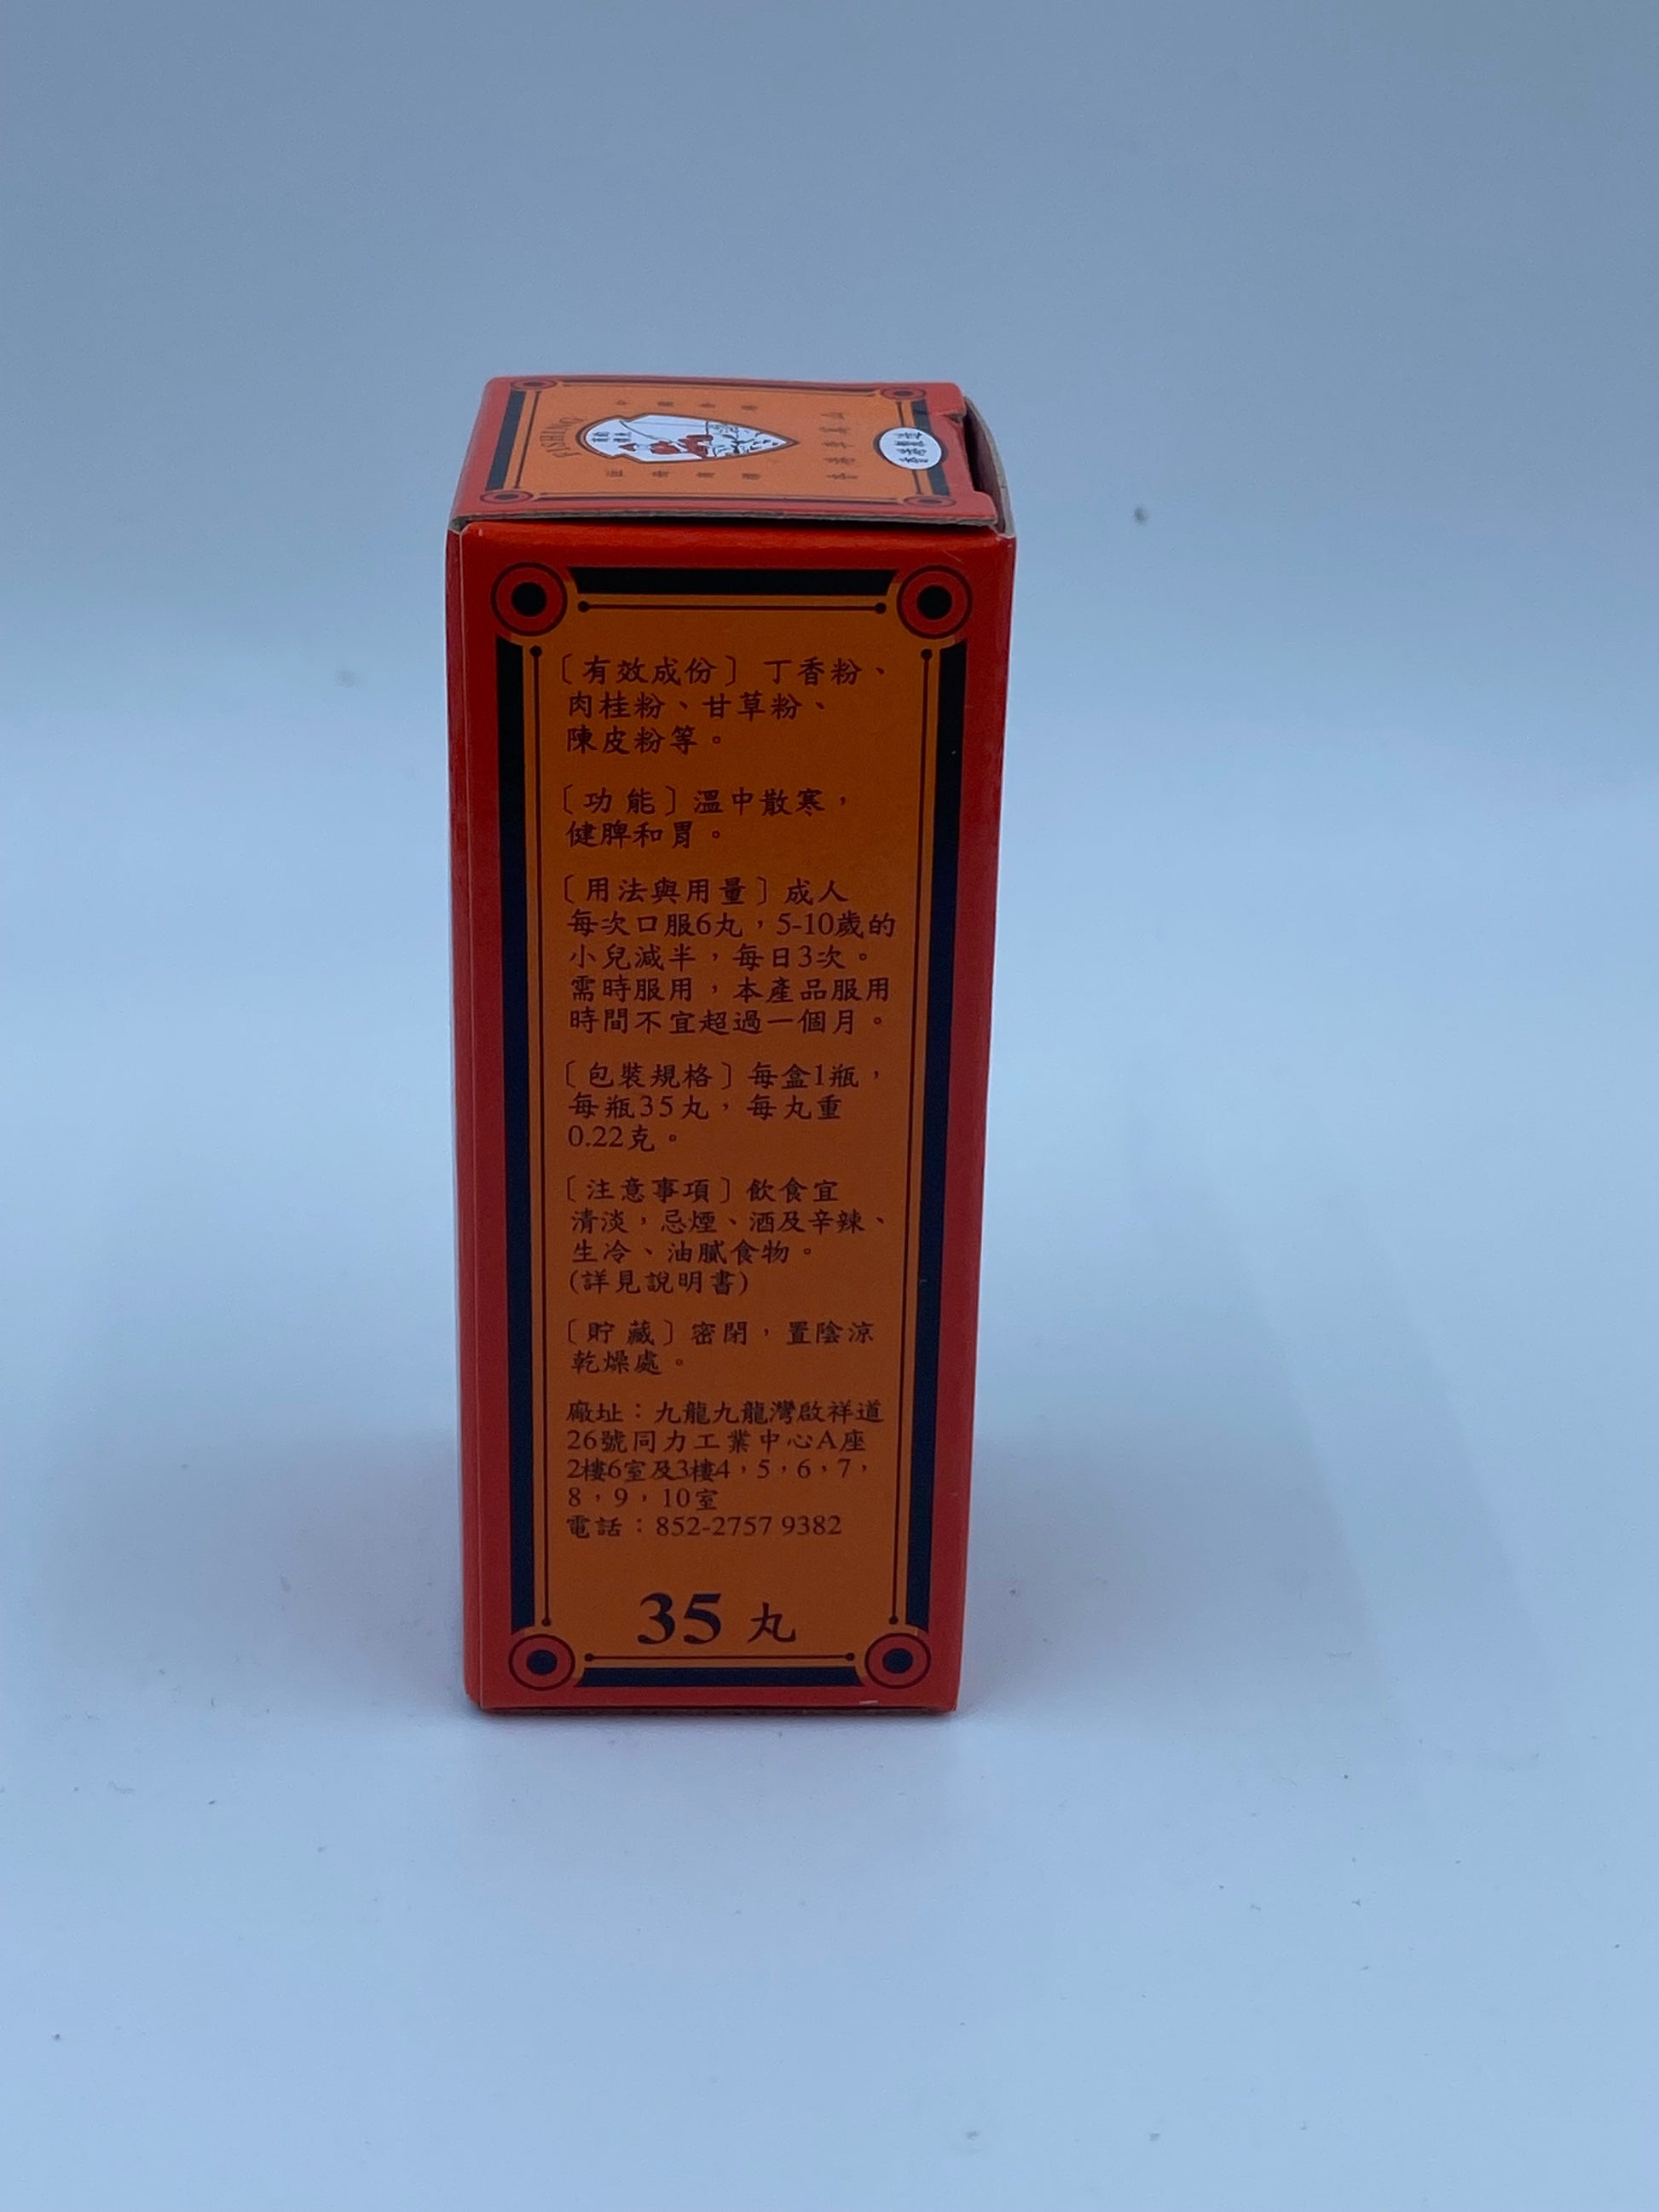 FISHING
〔有效成份〕丁香粉、
肉桂粉、甘草粉、
陳皮粉等。
〔功能〕溫中散寒，
健脾和胃。
〔用法與用量〕成人
每次口服6丸，5-10歲的
小兒減半，每日3次。
需時服用，本產品服用
時間不宜超過一個月。
〔包裝規格〕每盒1瓶，
每瓶35丸，每丸重
0.22克。
〔注意事項〕飲食宜
清淡，忌煙、酒及辛辣、
生冷、油膩食物。
(詳見說明書)
〔貯藏〕密閉，置陰涼
乾燥處。
廠址：九龍九龍灣啟祥道
26號同力工業中心A座
2樓6室及3樓4，5，6，7，
8，9，10室
電話：852-2757 9382
35 丸